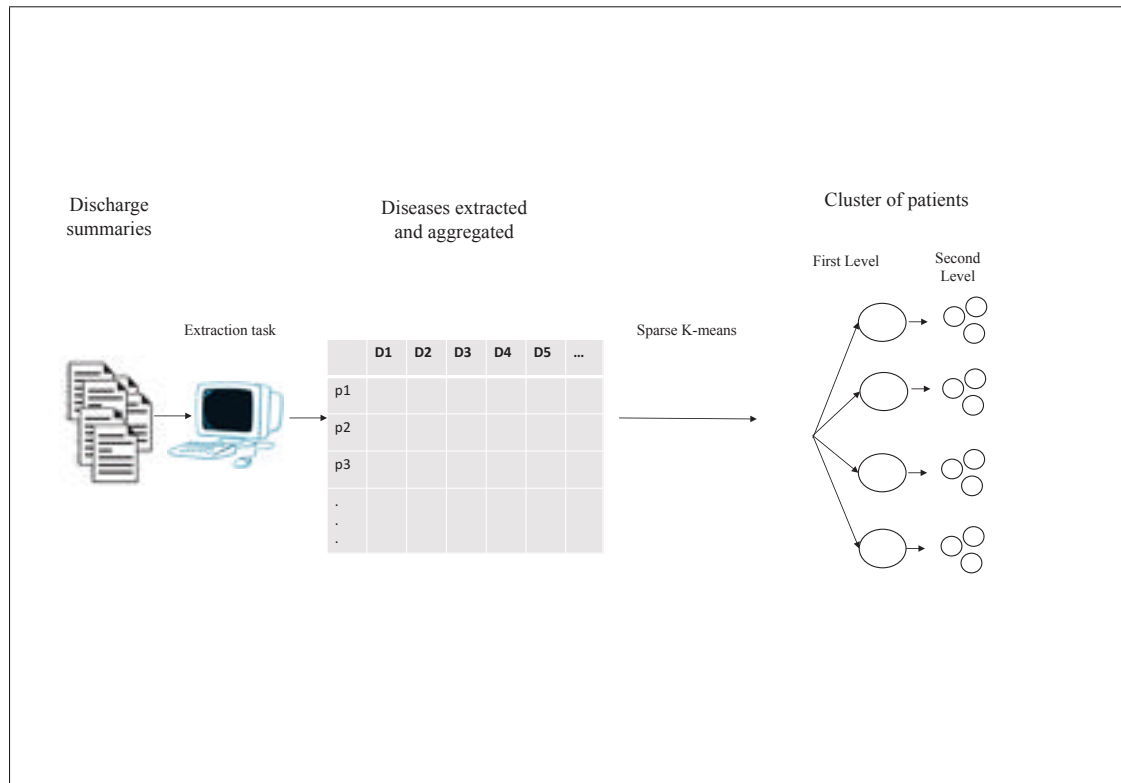 Discharge
summaries
Diseases extracted
and aggregated
Cluster of patients
First Level
Second
Level
Extraction task
Sparse K-means
D1 D2 D3 D4 D5 ...
p1
p2
p3
.
.
.